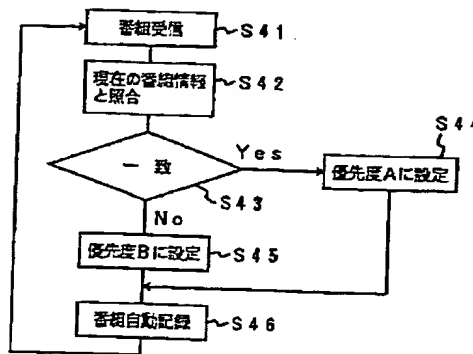 番組受信
S41
現在の番組情報
と照合
S42
一致
Yes
S43
No
S44
優先度Aに設定
優先度Bに設定
S45
番組自動記録
S46